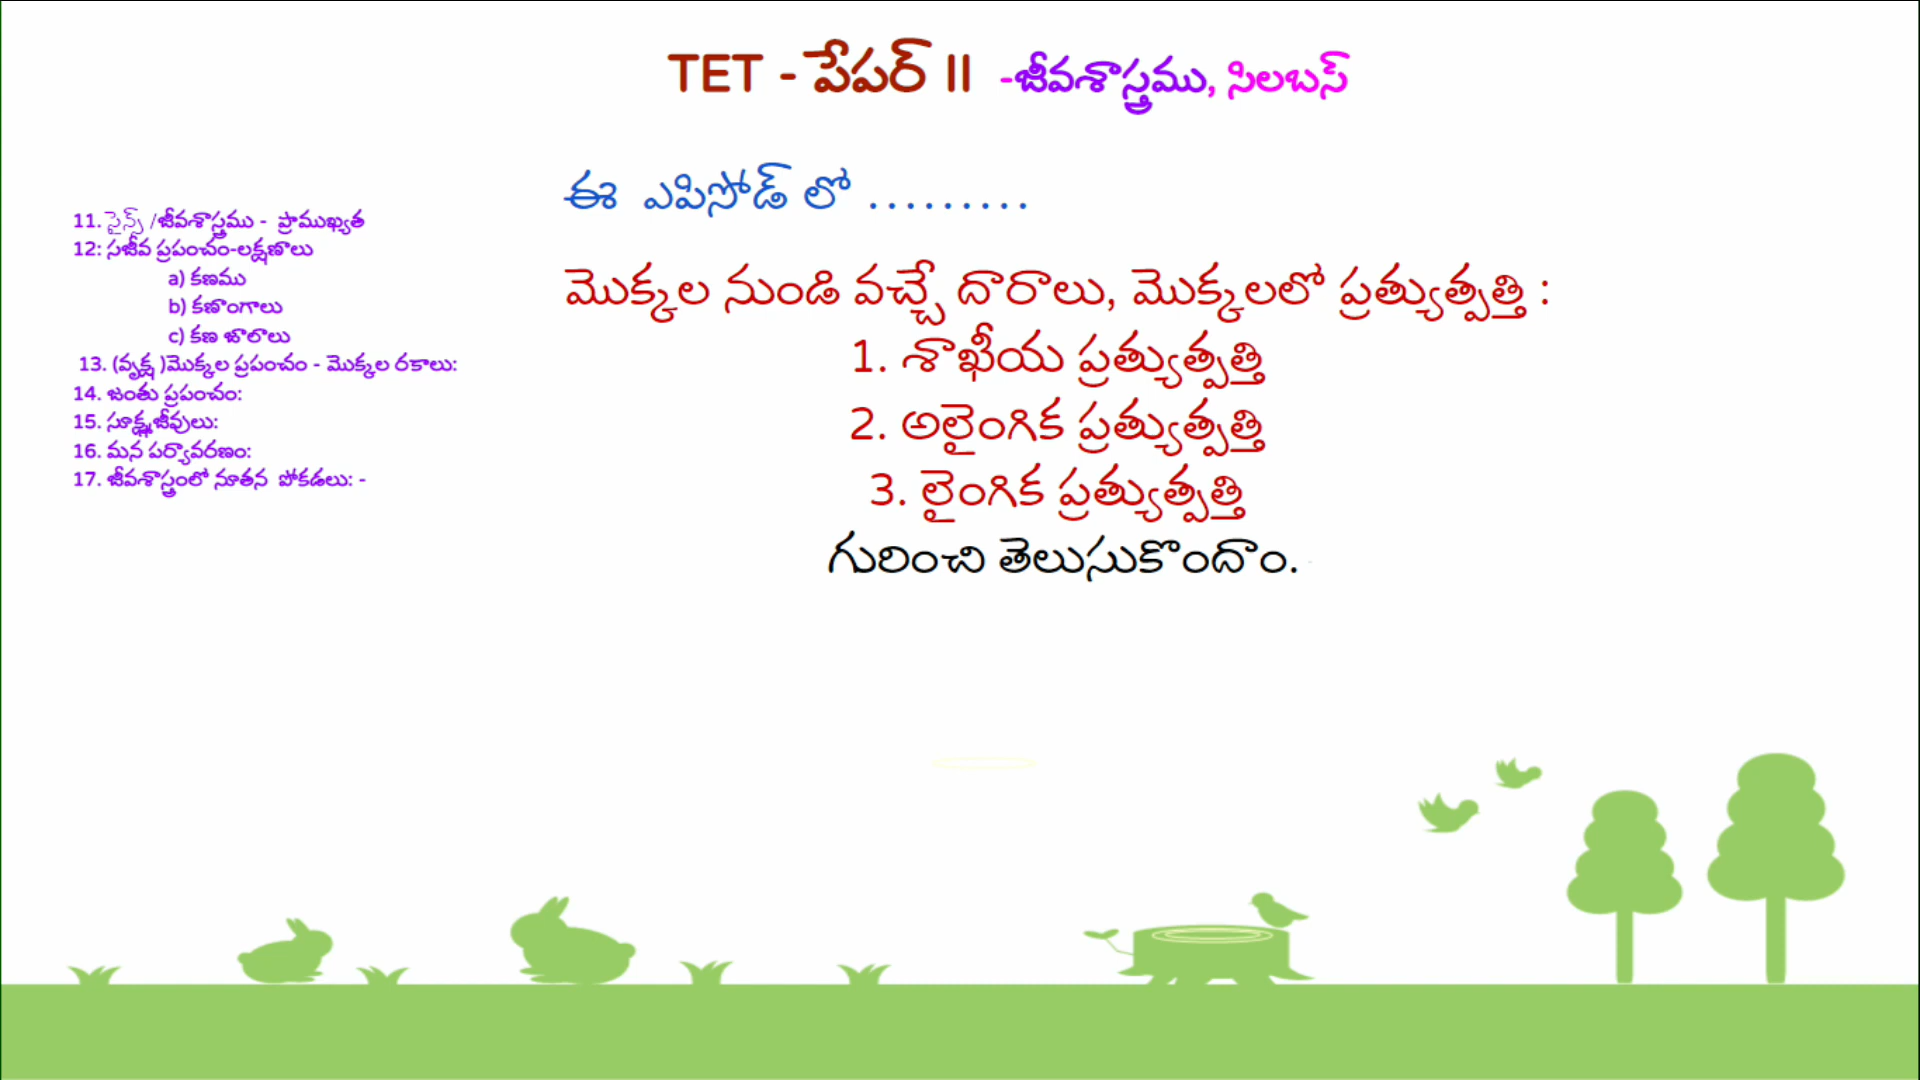 TET - పేపర్ II -జీవశాస్త్రము, సిలబస్
11. సైన్స్ /జీవశాస్త్రము - ప్రాముఖ్యత
12: సజీవ ప్రపంచం-లక్షణాలు
a) కణము
b) కణాంగాలు
c) కణ జాలాలు
13. (వృక్ష )మొక్కల ప్రపంచం - మొక్కల రకాలు:
14. జంతు ప్రపంచం:
15. సూక్ష్మజీవులు:
16. మన పర్యావరణం:
17. జీవశాస్త్రంలో నూతన పోకడలు: -
ఈ ఎపిసోడ్ లో .........
మొక్కల నుండి వచ్చే దారాలు, మొక్కలలో ప్రత్యుత్పత్తి :
1. శాఖీయ ప్రత్యుత్పత్తి
2. అలైంగిక ప్రత్యుత్పత్తి
3. లైంగిక ప్రత్యుత్పత్తి
గురించి తెలుసుకొందాం.